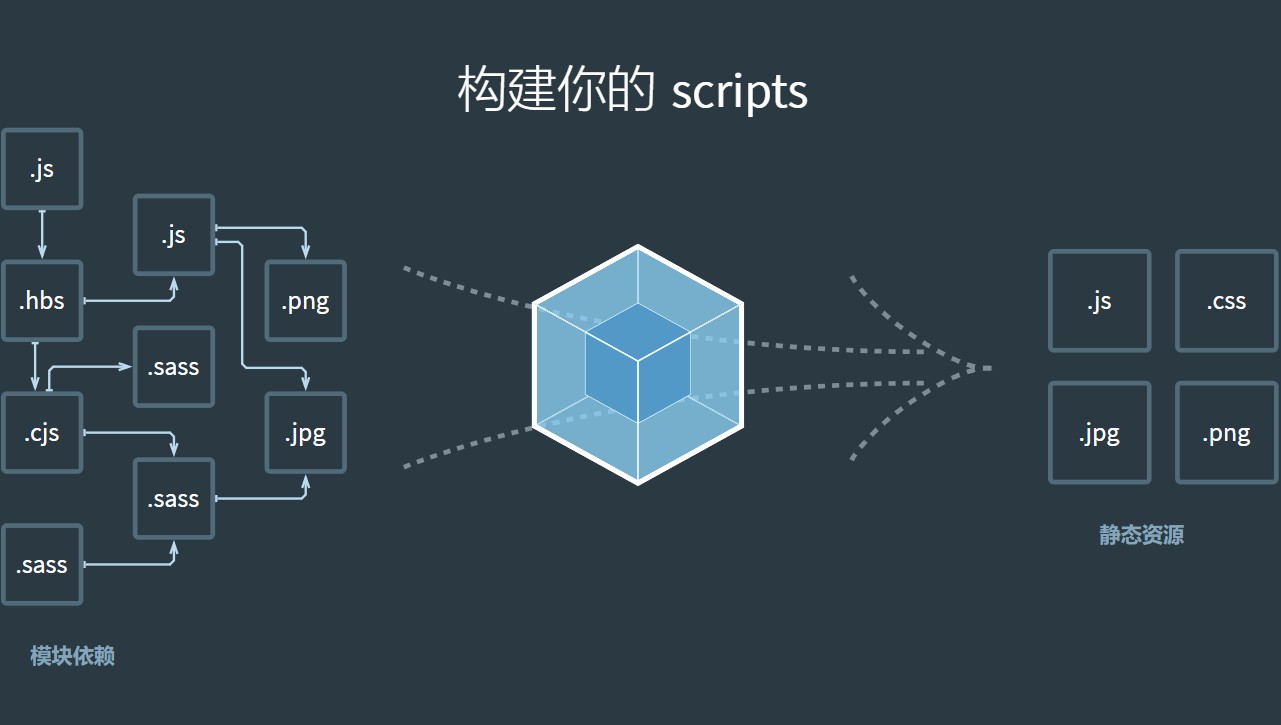 构建你的 scripts
.js
.js
.hbs
.png
.sass
.cjs
.jpg
.sass
.sass
模块依赖
.js
.css
.jpg
.png
静态资源